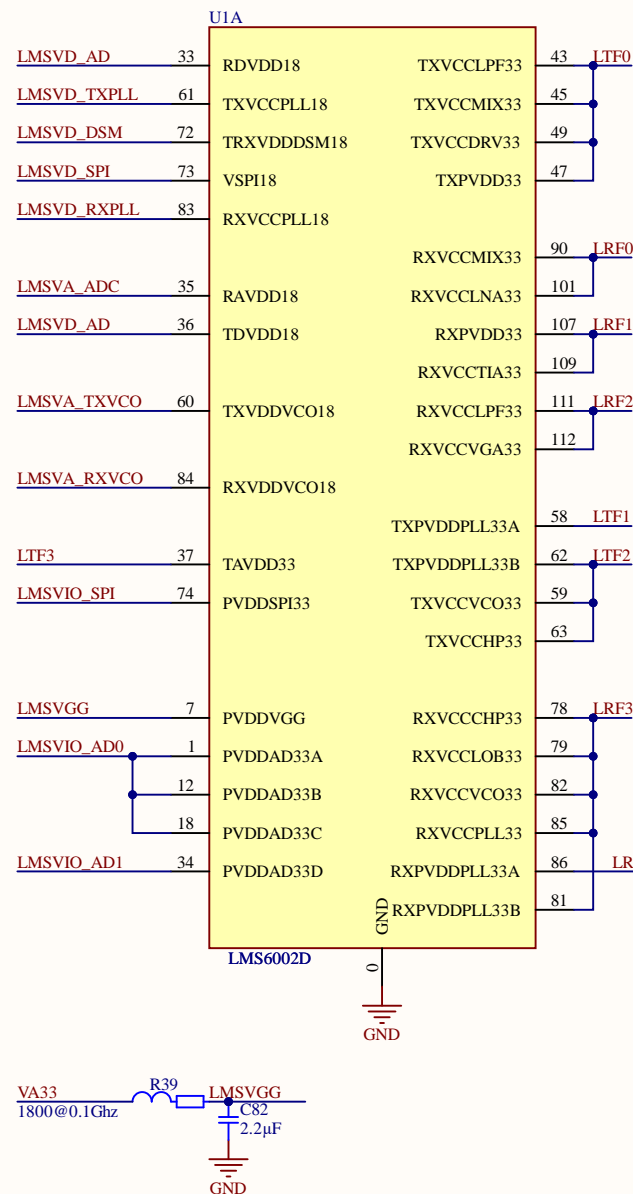 U1A
LMSVD_AD 33 RDVDD18 TXVCCLPF33 43 LTF0
LMSVD_TXPLL 61 TXVCCPLL18 TXVCCMIX33 45
LMSVD_DSM 72 TRXVDDDSM18 TXVCCDRV33 49
LMSVD_SPI 73 VSPI18 TXPVDD33 47
LMSVD_RXPLL 83 RXVCCPLL18
RXVCCMIX33 90 LRF0
LMSVA_ADC 35 RAVDD18 RXVCCLNA33 101
LMSVD_AD 36 TDVDD18 RXPVDD33 107 LRF1
RXVCCTIA33 109
LMSVA_TXVCO 60 TXVDDVCO18 RXVCCLPF33 111 LRF2
RXVCCVGA33 112
LMSVA_RXVCO 84 RXVDDVCO18
TXPVDDPLL33A 58 LTF1
LTF3 37 TAVDD33 TXPVDDPLL33B 62 LTF2
LMSVIO_SPI 74 PVDDSPI33 TXVCCVCO33 59
TXVCCHP33 63
LMSVGG 7 PVDDVGG RXVCCCHP33 78 LRF3
LMSVIO_AD0 1 PVDDAD33A RXVCCLOB33 79
12 PVDDAD33B RXVCCVCO33 82
18 PVDDAD33C RXVCCPLL33 85
LMSVIO_AD1 34 PVDDAD33D RXPVDDPLL33A 86 LR
RXPVDDPLL33B 81
GND
LMS6002D
0
GND
VA33 R39 LMSVGG
1800@0.1Ghz C82
2.2µF
GND